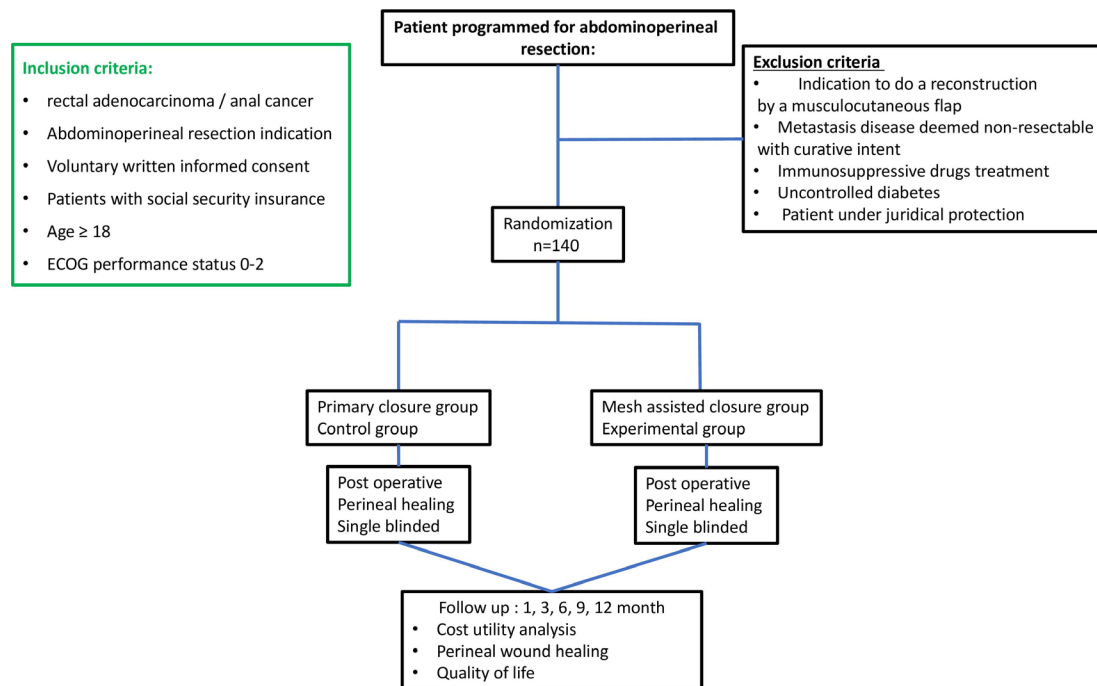 Patient programmed for abdominoperineal
resection:
Inclusion criteria:
• rectal adenocarcinoma / anal cancer
• Abdominoperineal resection indication
• Voluntary written informed consent
• Patients with social security insurance
• Age ≥ 18
• ECOG performance status 0-2
Exclusion criteria
• Indication to do a reconstruction
by a musculocutaneous flap
• Metastasis disease deemed non-resectable
with curative intent
• Immunosuppressive drugs treatment
• Uncontrolled diabetes
• Patient under juridical protection
Randomization
n=140
Primary closure group
Control group
Mesh assisted closure group
Experimental group
Post operative
Perineal healing
Single blinded
Post operative
Perineal healing
Single blinded
Follow up : 1, 3, 6, 9, 12 month
• Cost utility analysis
• Perineal wound healing
• Quality of life